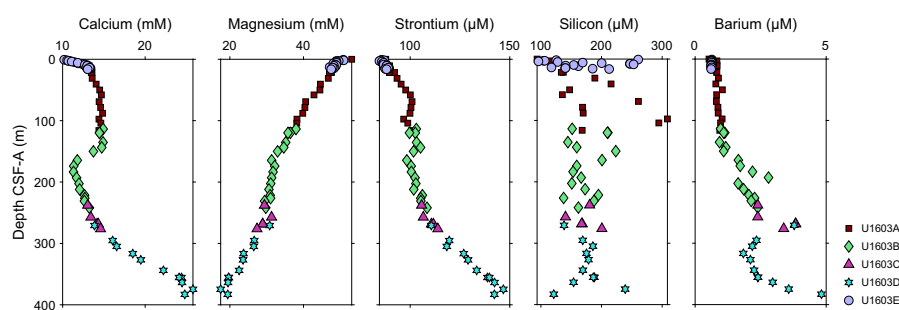 Calcium (mM) Magnesium (mM) Strontium (µM) Silicon (µM) Barium (µM)
10 20 20 40 100 150 100 200 300 0 5
0
100
200
300
400
Depth CSF-A (m)
U1603A
U1603B
U1603C
U1603D
U1603E